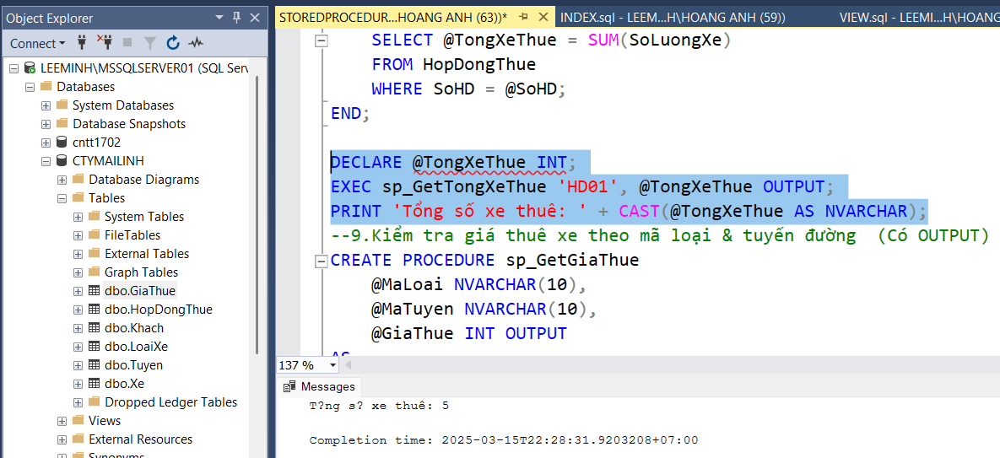 Object Explorer
Connect
LEEMINH\MSSQLSERVER01 (SQL Serv
Databases
System Databases
Database Snapshots
cntt1702
CTYMAILINH
Database Diagrams
Tables
System Tables
FileTables
External Tables
Graph Tables
dbo.GiaThue
dbo.HopDongThue
dbo.Khach
dbo.LoaiXe
dbo.Tuyen
dbo.Xe
Dropped Ledger Tables
Views
External Resources
Synonyms
STOREDPROCEDUR...HOANG ANH (63))*
INDEX.sql - LEEM...H\HOANG ANH (59))
VIEW.sql - LEEMI...H\HOANG
SELECT @TongXeThue = SUM(SoLuongXe)
FROM HopDongThue
WHERE SoHD = @SoHD;
END;
DECLARE @TongXeThue INT;
EXEC sp_GetTongXeThue 'HD01', @TongXeThue OUTPUT;
PRINT 'Tổng số xe thuê: ' + CAST(@TongXeThue AS NVARCHAR);
--9.Kiểm tra giá thuê xe theo mã loại & tuyến đường  (Có OUTPUT)
CREATE PROCEDURE sp_GetGiaThue
@MaLoai NVARCHAR(10),
@MaTuyen NVARCHAR(10),
@GiaThue INT OUTPUT
AS
137 %
Messages
T?ng s? xe thuê: 5
Completion time: 2025-03-15T22:28:31.9203208+07:00